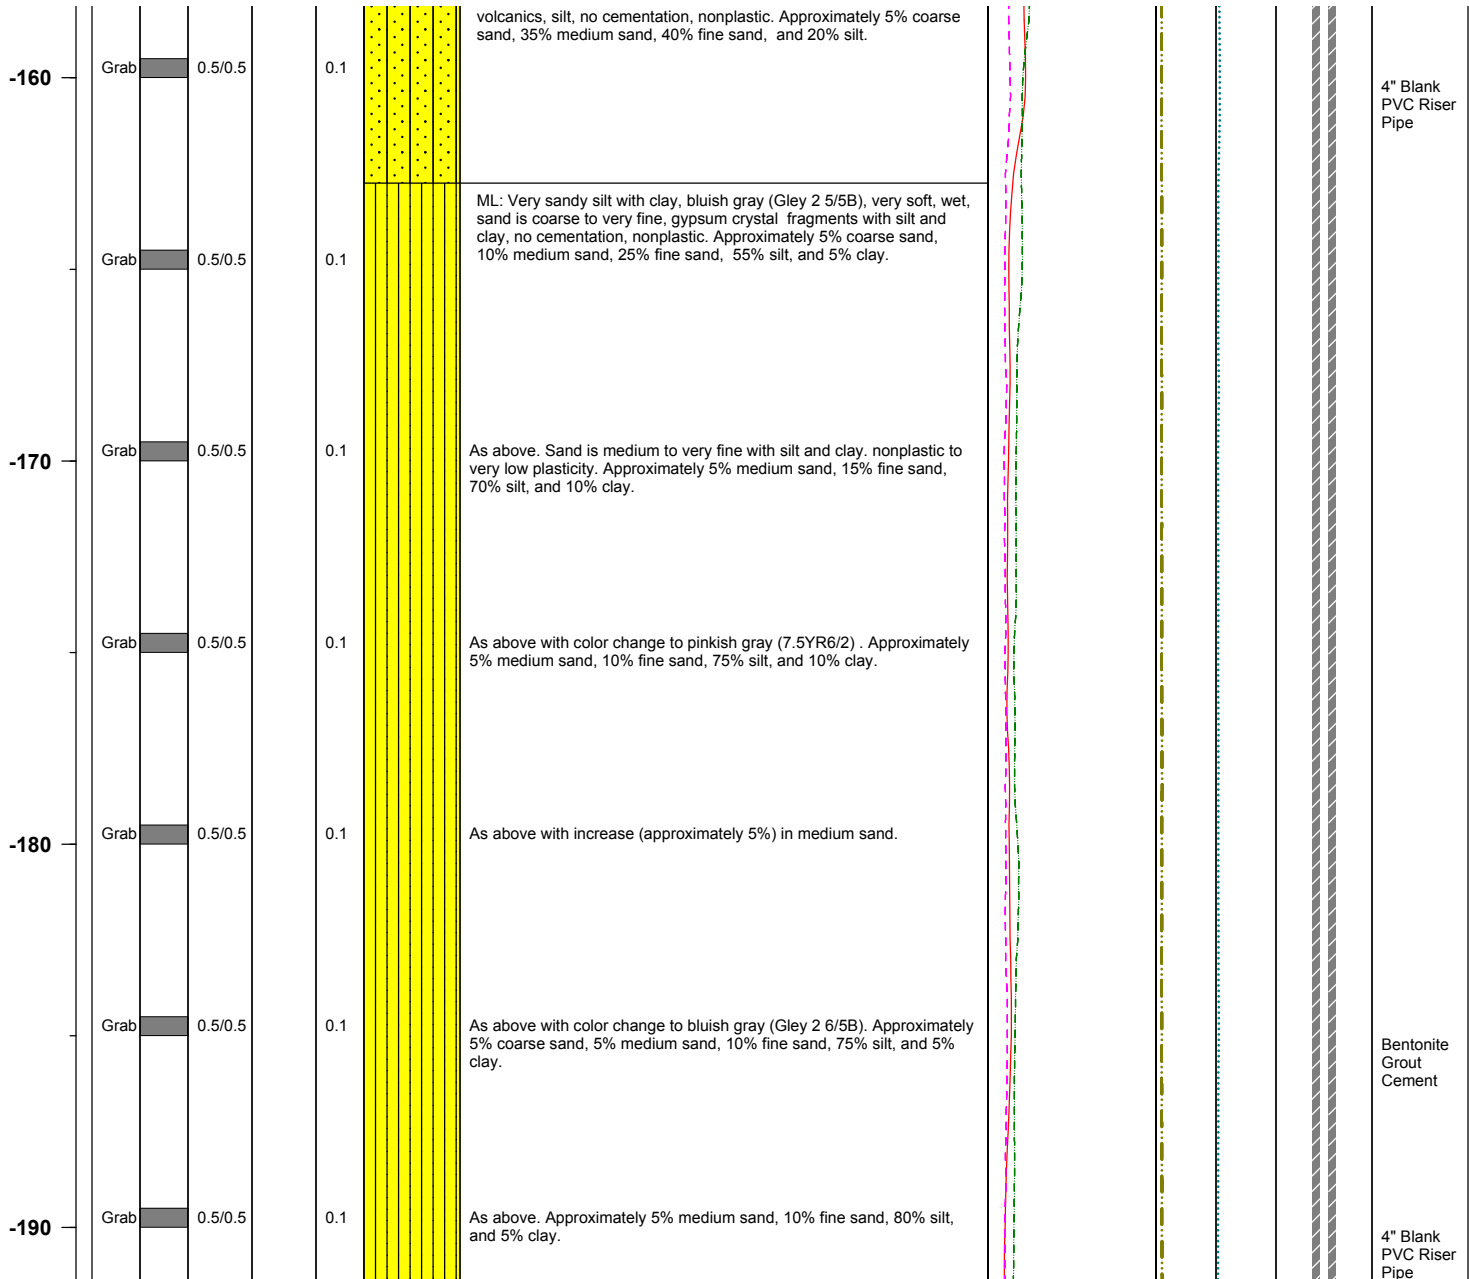 volcanics, silt, no cementation, nonplastic. Approximately 5% coarse
sand, 35% medium sand, 40% fine sand, and 20% silt.
-160
Grab
0.5/0.5
0.1
4" Blank
PVC Riser
Pipe
ML: Very sandy silt with clay, bluish gray (Gley 2 5/5B), very soft, wet,
sand is coarse to very fine, gypsum crystal fragments with silt and
clay, no cementation, nonplastic. Approximately 5% coarse sand,
10% medium sand, 25% fine sand, 55% silt, and 5% clay.
Grab
0.5/0.5
0.1
-170
Grab
0.5/0.5
0.1
As above. Sand is medium to very fine with silt and clay. nonplastic to
very low plasticity. Approximately 5% medium sand, 15% fine sand,
70% silt, and 10% clay.
Grab
0.5/0.5
0.1
As above with color change to pinkish gray (7.5YR6/2) . Approximately
5% medium sand, 10% fine sand, 75% silt, and 10% clay.
-180
Grab
0.5/0.5
0.1
As above with increase (approximately 5%) in medium sand.
Grab
0.5/0.5
0.1
As above with color change to bluish gray (Gley 2 6/5B). Approximately
5% coarse sand, 5% medium sand, 10% fine sand, 75% silt, and 5%
clay.
Bentonite
Grout
Cement
-190
Grab
0.5/0.5
0.1
As above. Approximately 5% medium sand, 10% fine sand, 80% silt,
and 5% clay.
4" Blank
PVC Riser
Pipe